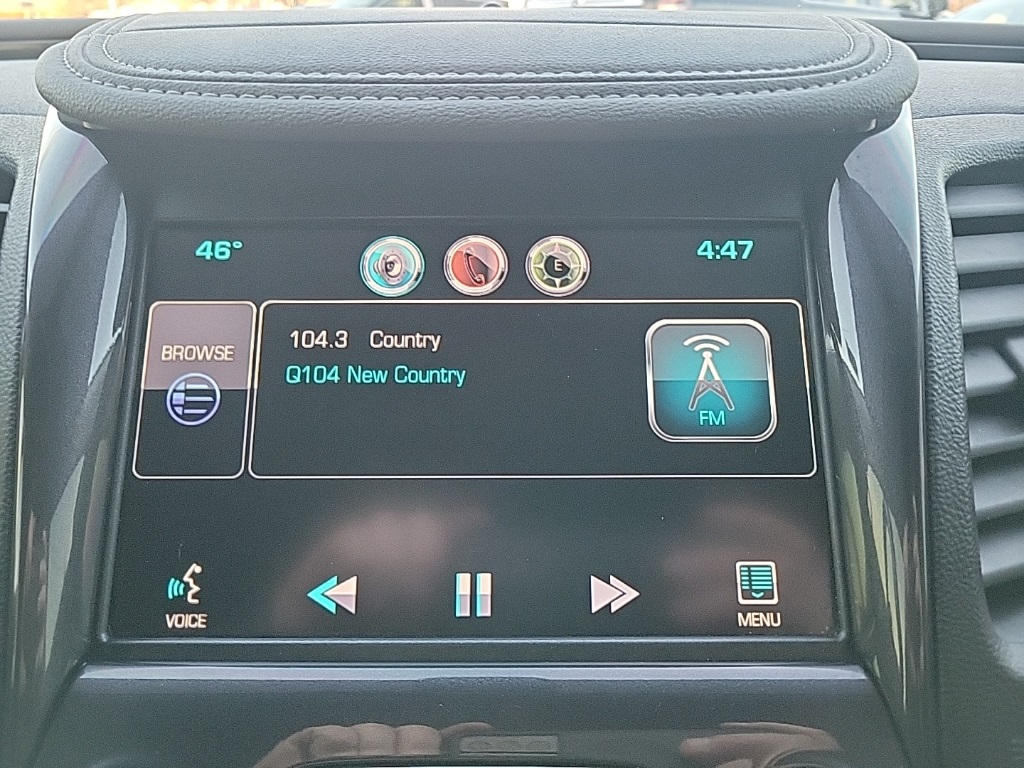 46°
E
4:47
BROWSE
104.3 Country
Q104 New Country
FM
VOICE
MENU